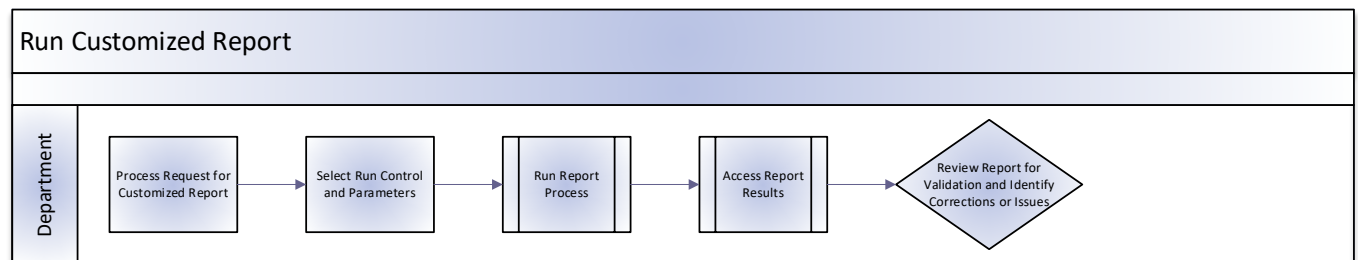 Run Customized Report
Department
Process Request for
Customized Report
Select Run Control
and Parameters
Run Report
Process
Access Report
Results
Review Report for
Validation and Identify
Corrections or Issues